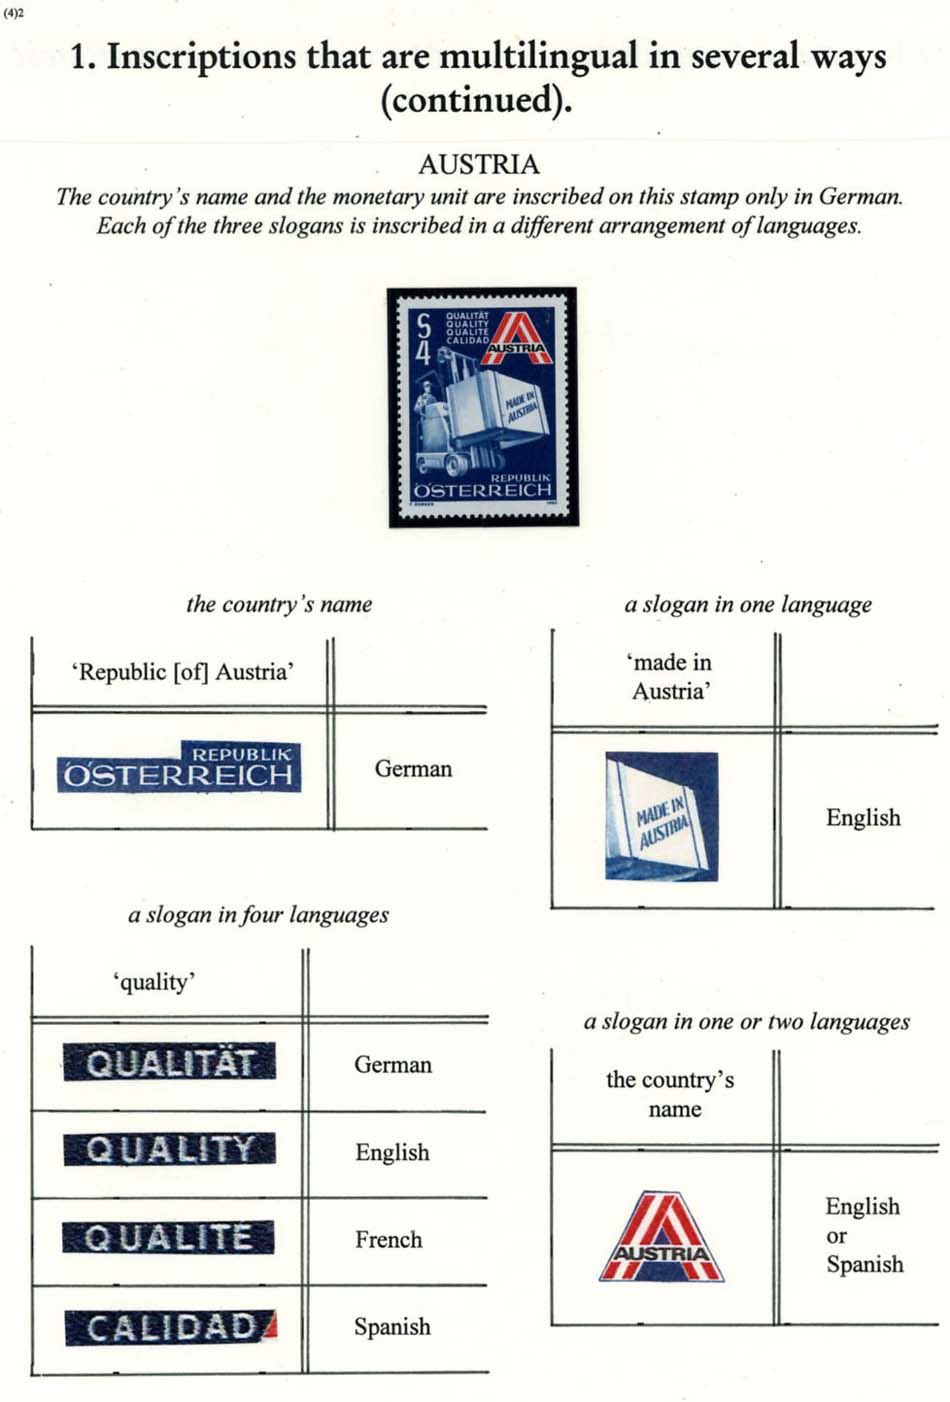 (4)2
1. Inscriptions that are multilingual in several ways
(continued).
AUSTRIA
The country's name and the monetary unit are inscribed on this stamp only in German.
Each of the three slogans is inscribed in a different arrangement of languages.
S
4
QUALITÄT
QUALITY
QUALITE
CALIDAD
AUSTRIA
MADE IN
AUSTRIA
REPUBLIK
ÖSTERREICH
the country's name
'Republic [of] Austria'
REPUBLIK
ÖSTERREICH
German
a slogan in one language
'made in
Austria'
MADE IN
AUSTRIA
English
a slogan in four languages
'quality'
QUALITÄT
German
QUALITY
English
QUALITE
French
CALIDAD
Spanish
a slogan in one or two languages
the country's
name
AUSTRIA
English
or
Spanish